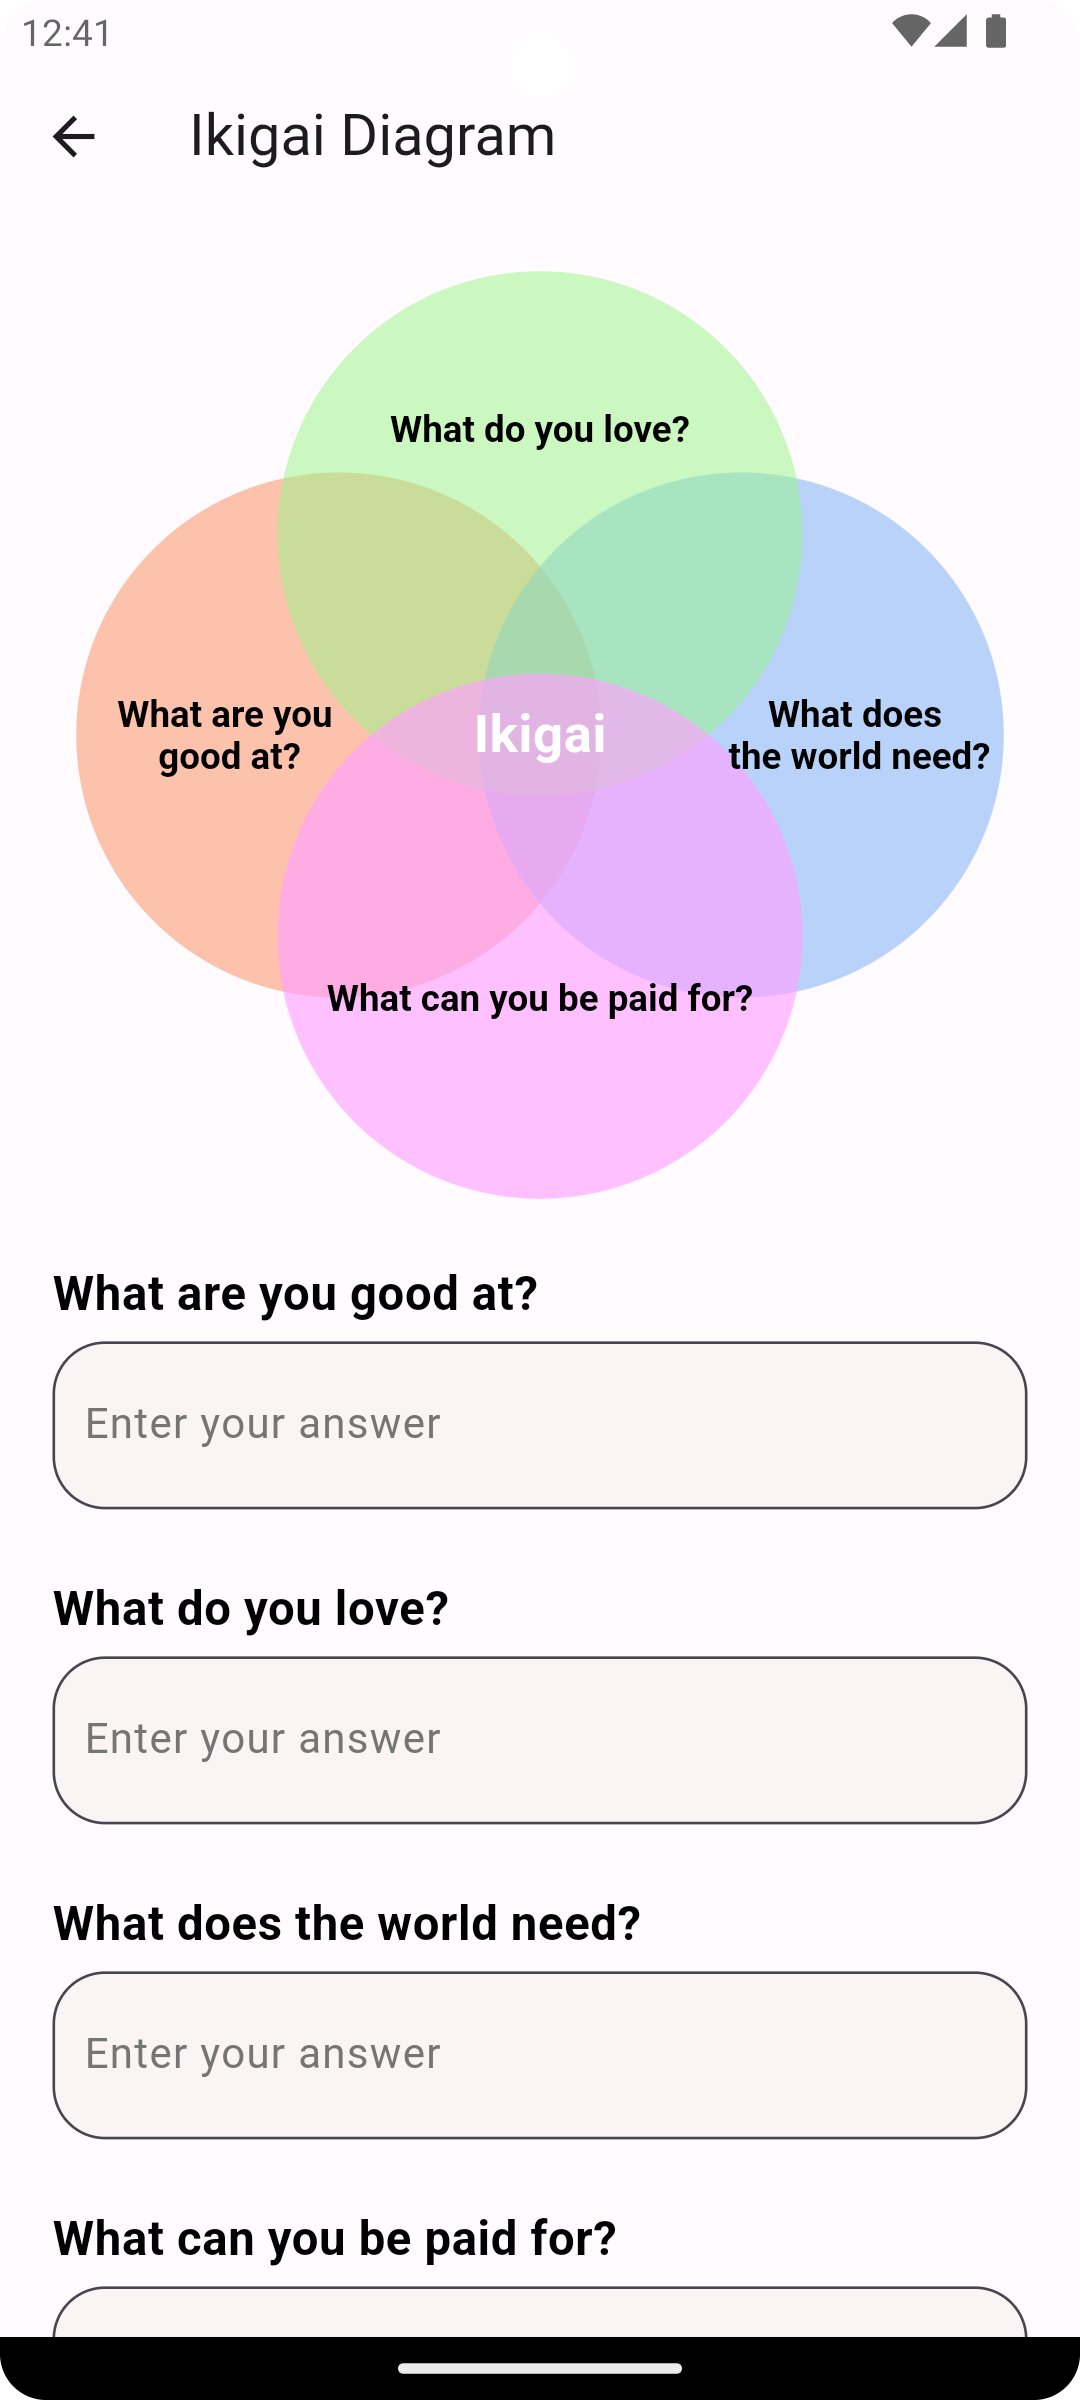 12:41
Ikigai Diagram
What do you love?
What are you
good at?
Ikigai
What does
the world need?
What can you be paid for?
What are you good at?
Enter your answer
What do you love?
Enter your answer
What does the world need?
Enter your answer
What can you be paid for?